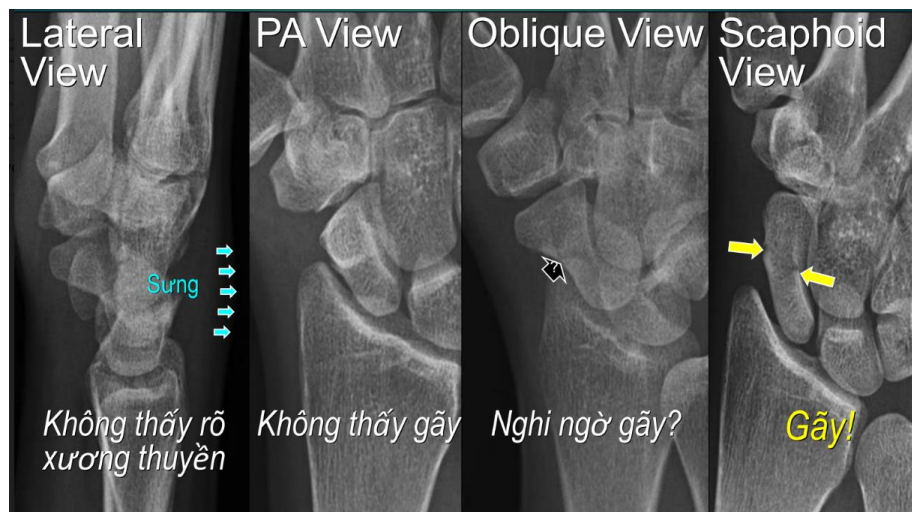 Lateral
View
PA View
Oblique View
Scaphoid
View
Sưng
?
Không thấy rõ
xương thuyền
Không thấy gãy
Nghi ngờ gãy?
Gãy!